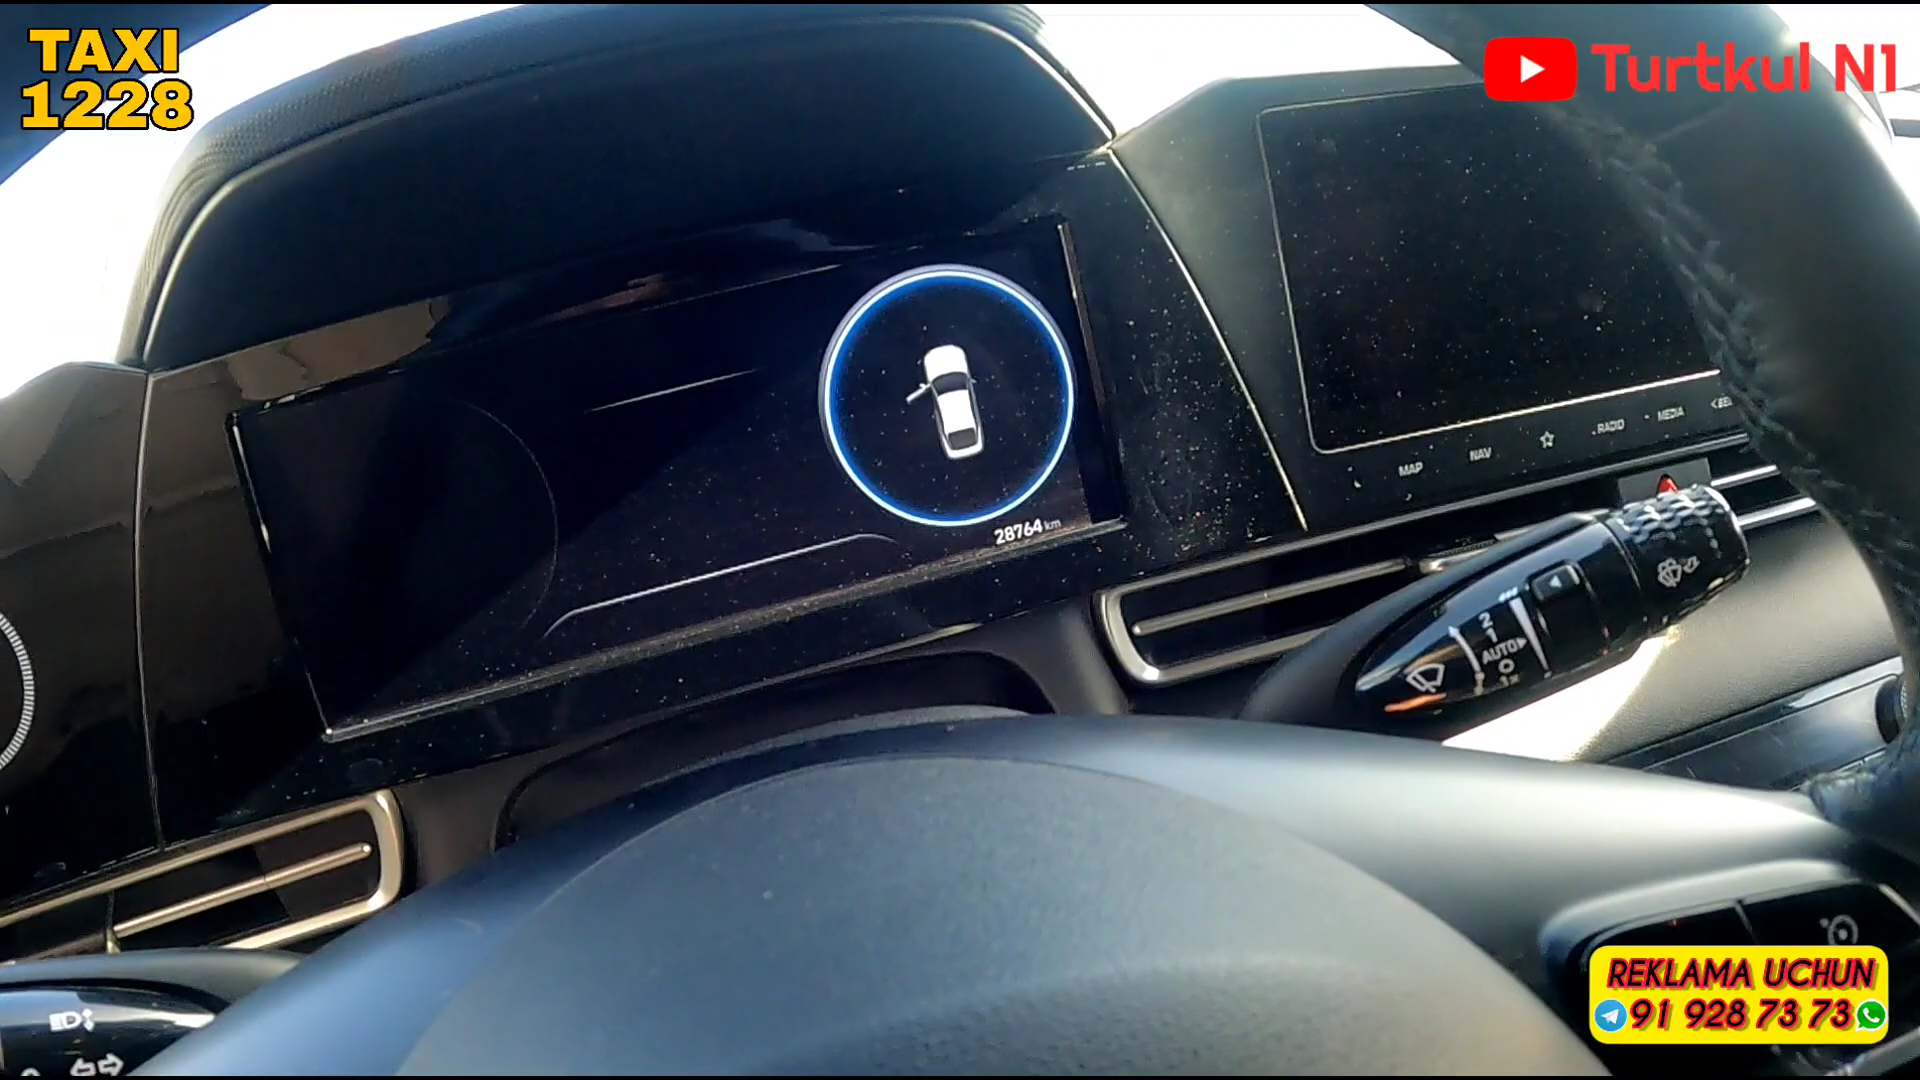 TAXI
1228
Turtkul N1
28764 km
MAP
NAV
RADIO
MEDIA
2
1
AUTO
O
REKLAMA UCHUN
91 928 73 73